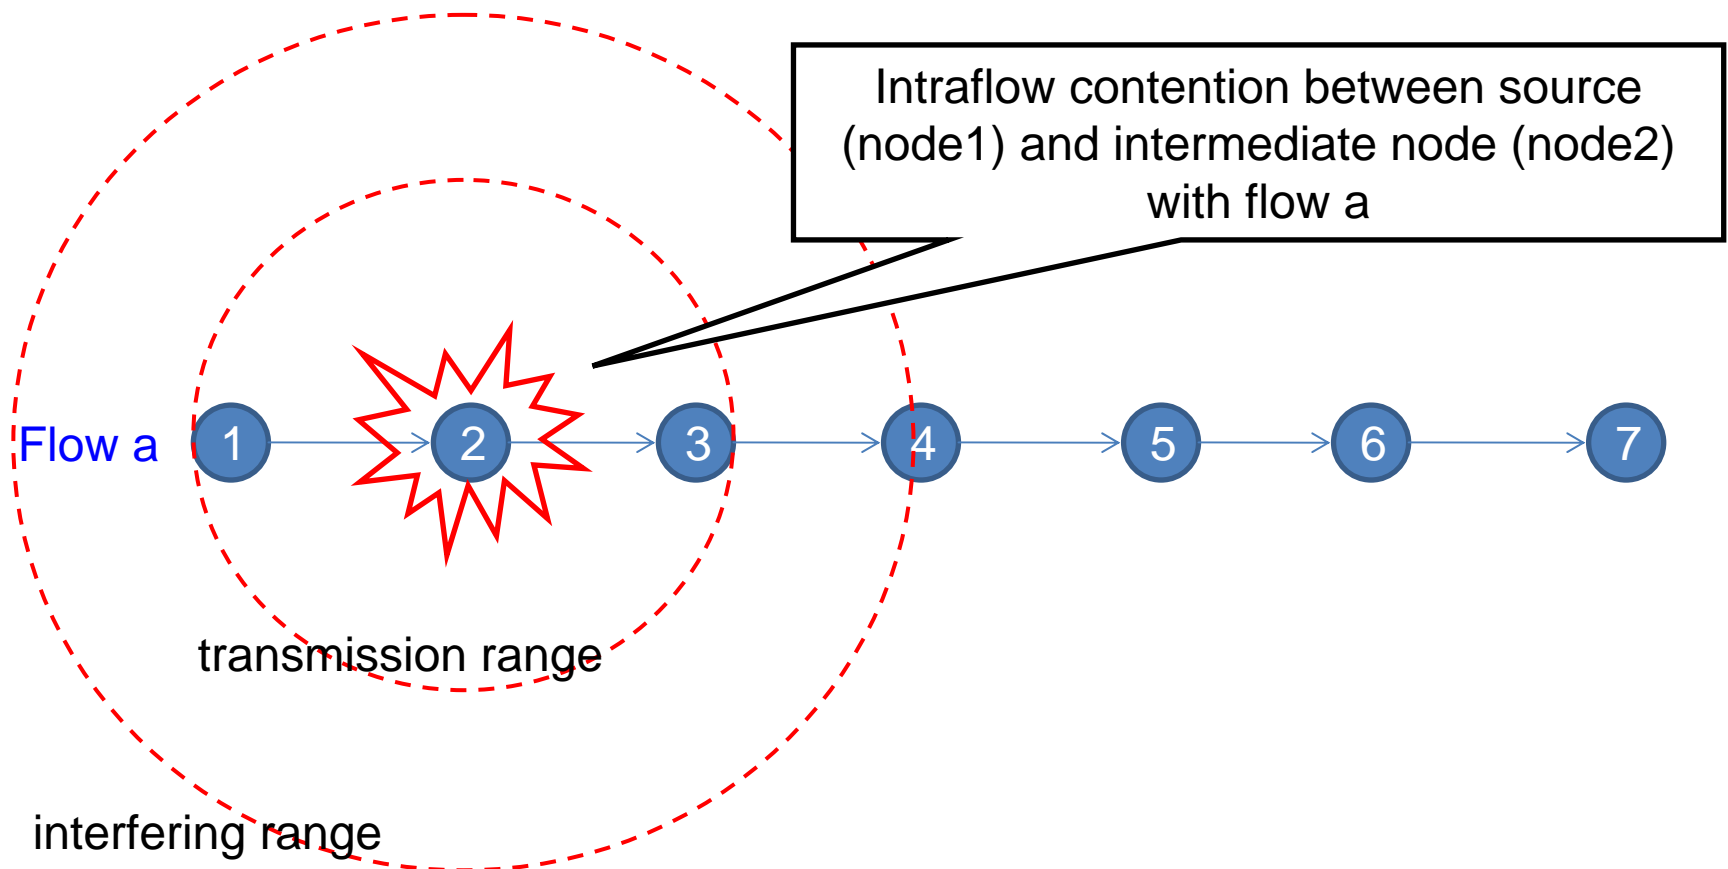 Intraflow contention between source
(node1) and intermediate node (node2)
with flow a
Flow a
1
2
3
4
5
6
7
transmission range
interfering range